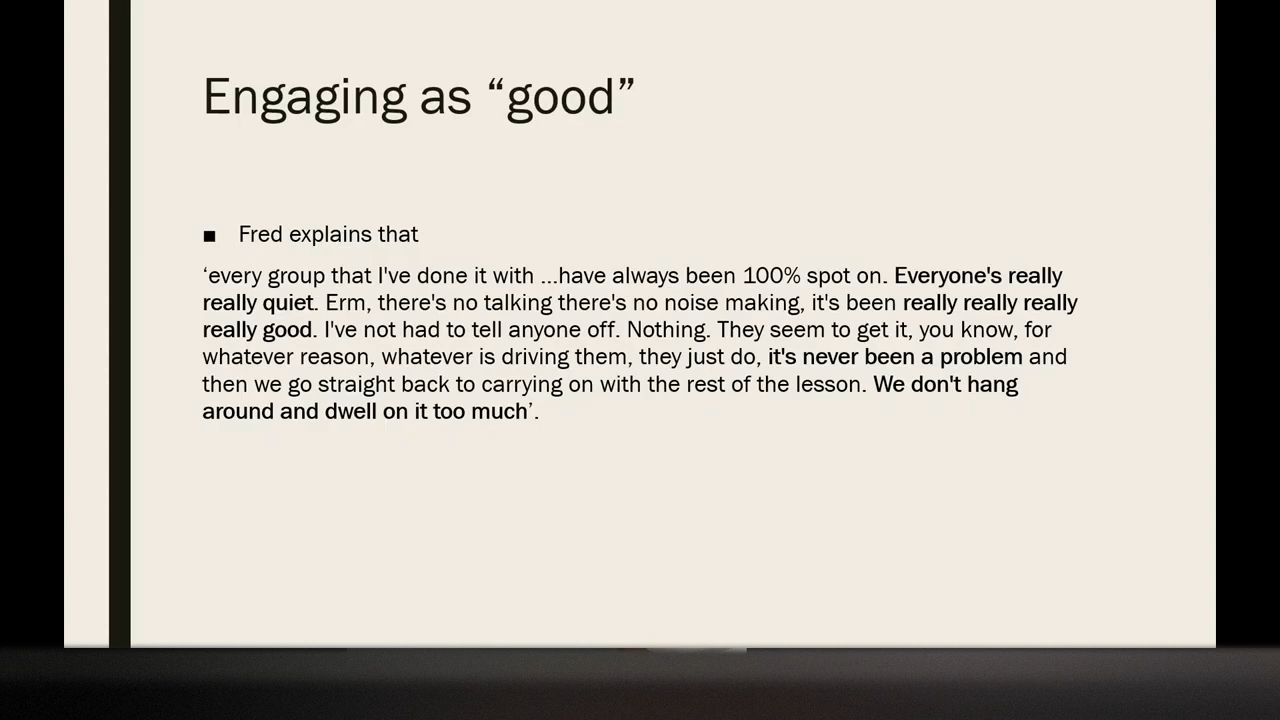 Engaging as “good”
■ Fred explains that
‘every group that I've done it with ...have always been 100% spot on. Everyone's really
really quiet. Erm, there's no talking there's no noise making, it's been really really really
really good. I've not had to tell anyone off. Nothing. They seem to get it, you know, for
whatever reason, whatever is driving them, they just do, it's never been a problem and
then we go straight back to carrying on with the rest of the lesson. We don't hang
around and dwell on it too much’.